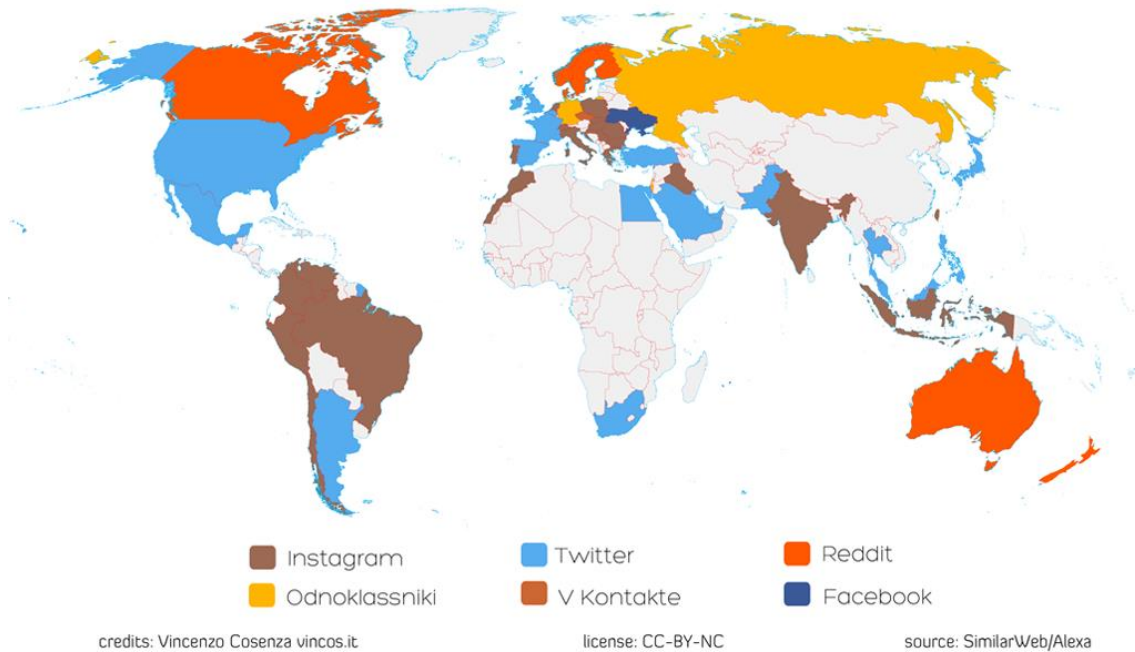 Instagram Twitter Reddit
Odnoklassniki V Kontakte Facebook
credits: Vincenzo Cosenza vincos.it license: CC-BY-NC source: SimilarWeb/Alexa